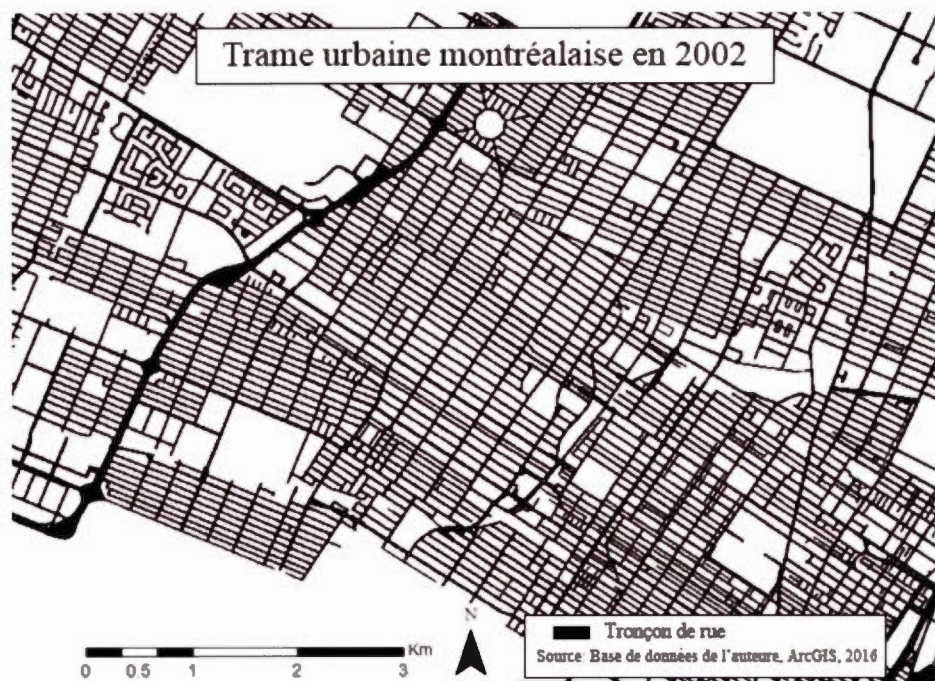 Trame urbaine montréalaise en 2002
N
Tronçon de rue
Source: Base de données de l'auteure, ArcGIS, 2016
Km
0 0.5 1 2 3